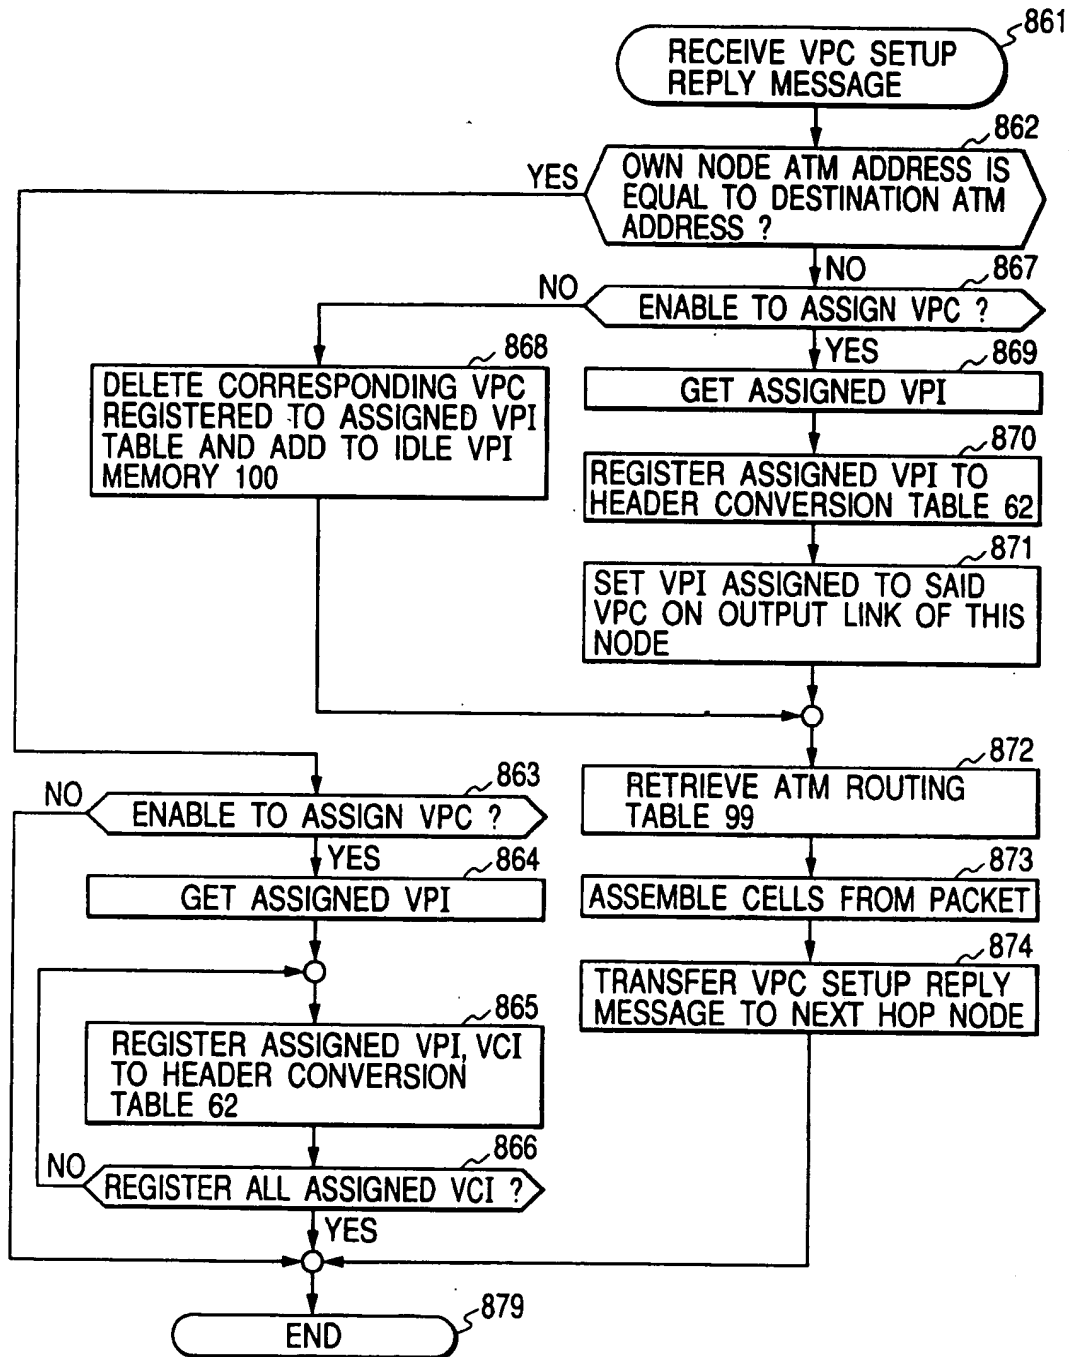 861
RECEIVE VPC SETUP
REPLY MESSAGE
862
YES
OWN NODE ATM ADDRESS IS
EQUAL TO DESTINATION ATM
ADDRESS ?
NO
867
NO
ENABLE TO ASSIGN VPC ?
868
YES
869
DELETE CORRESPONDING VPC
REGISTERED TO ASSIGNED VPI
TABLE AND ADD TO IDLE VPI
MEMORY 100
GET ASSIGNED VPI
870
REGISTER ASSIGNED VPI TO
HEADER CONVERSION TABLE 62
871
SET VPI ASSIGNED TO SAID
VPC ON OUTPUT LINK OF THIS
NODE
872
RETRIEVE ATM ROUTING
TABLE 99
863
NO
ENABLE TO ASSIGN VPC ?
YES
864
GET ASSIGNED VPI
873
ASSEMBLE CELLS FROM PACKET
874
TRANSFER VPC SETUP REPLY
MESSAGE TO NEXT HOP NODE
865
REGISTER ASSIGNED VPI, VCI
TO HEADER CONVERSION
TABLE 62
866
NO
REGISTER ALL ASSIGNED VCI ?
YES
879
END